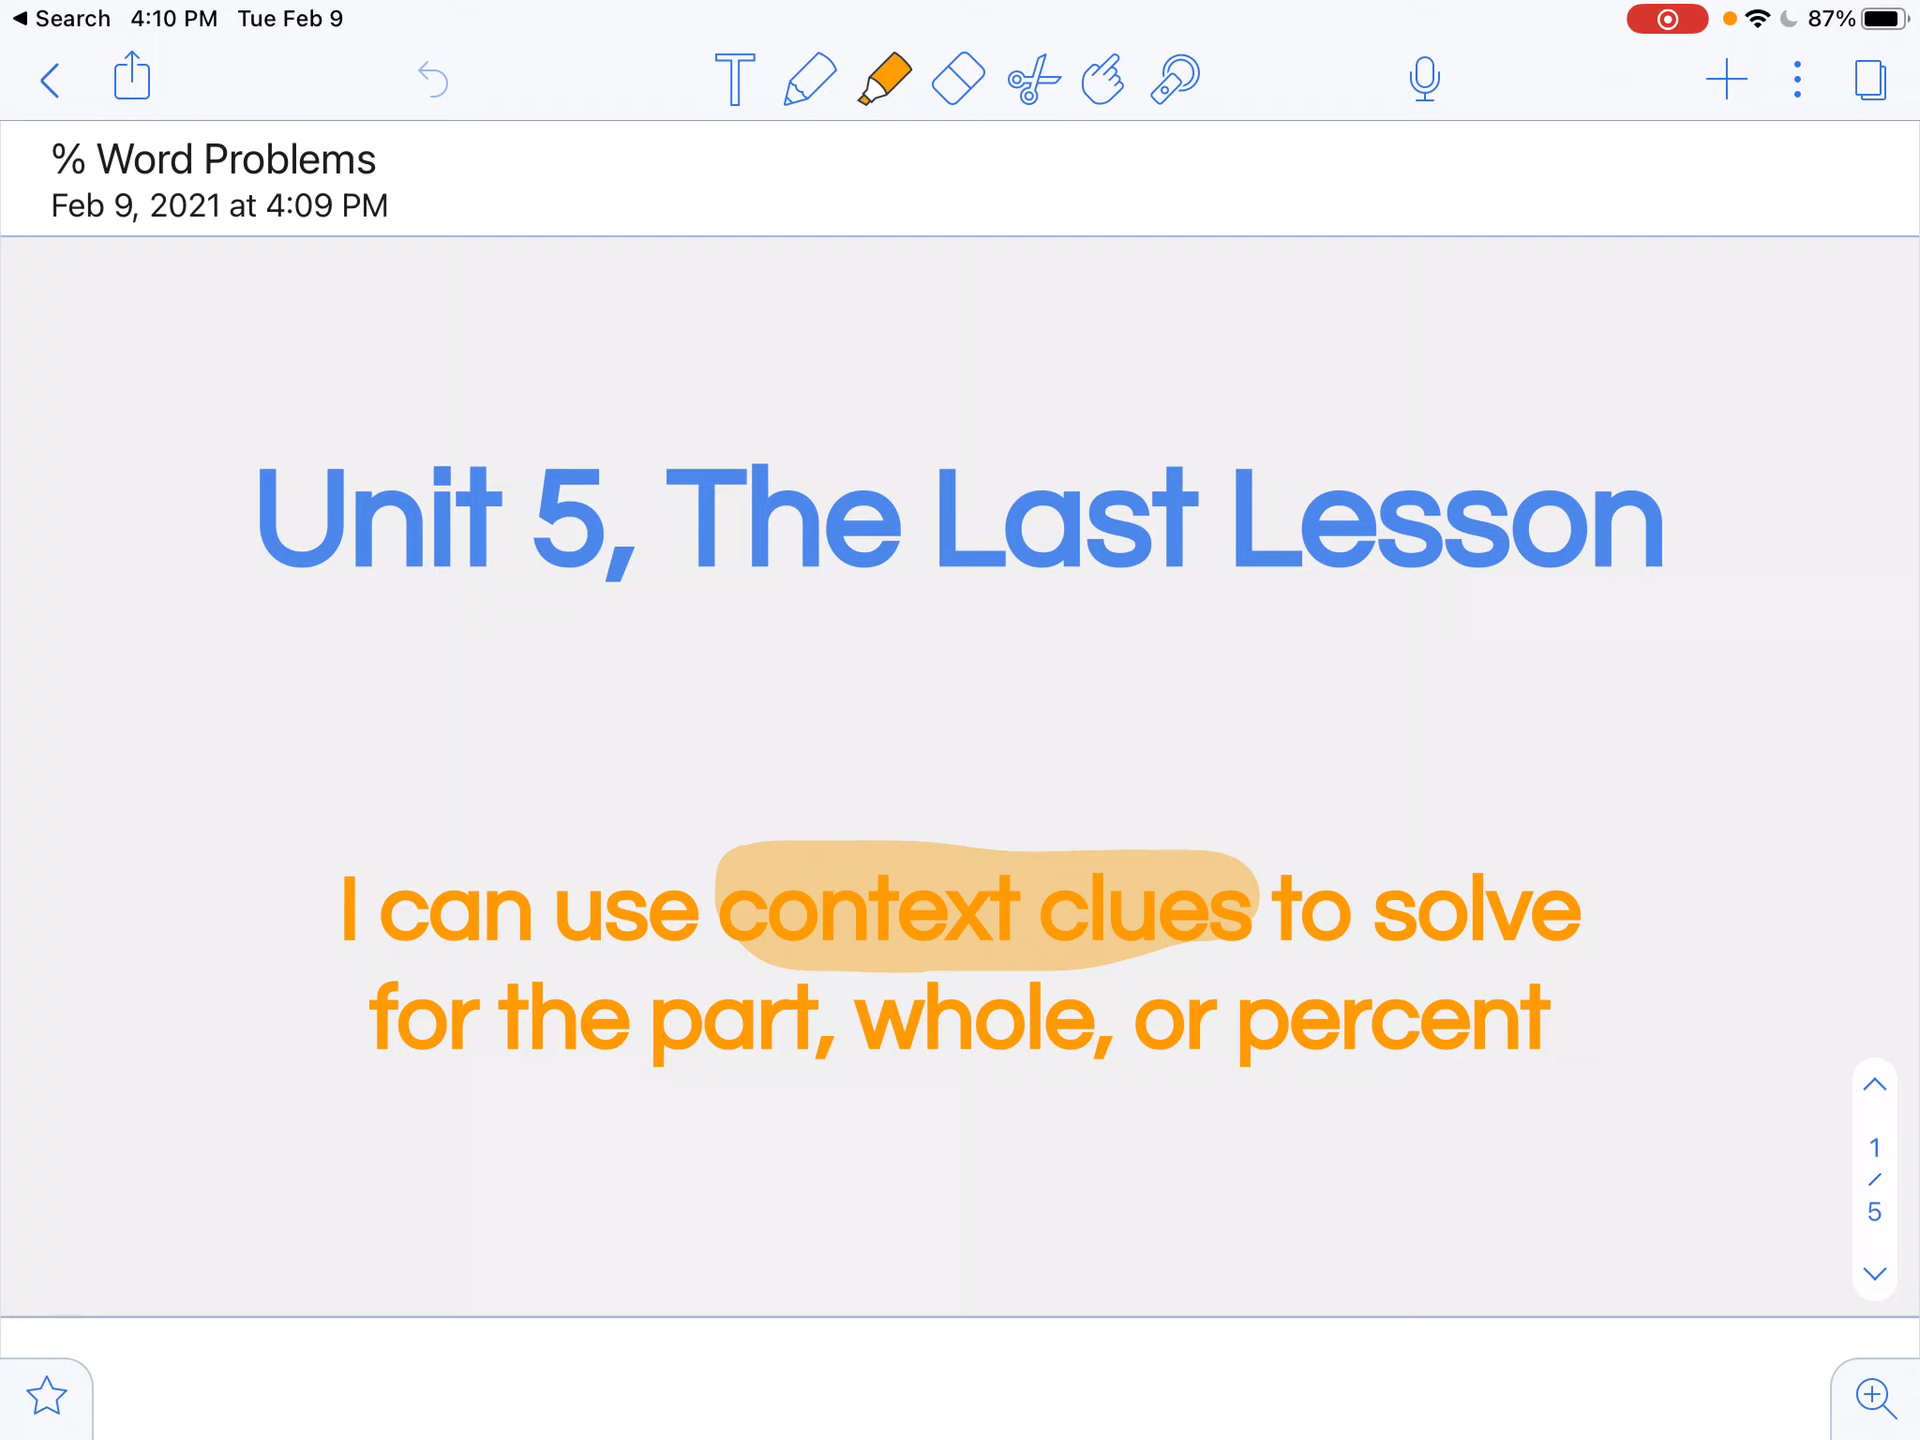 Search 4:10 PM Tue Feb 9 87%
% Word Problems
Feb 9, 2021 at 4:09 PM
Unit 5, The Last Lesson
I can use context clues to solve
for the part, whole, or percent
1
/
5